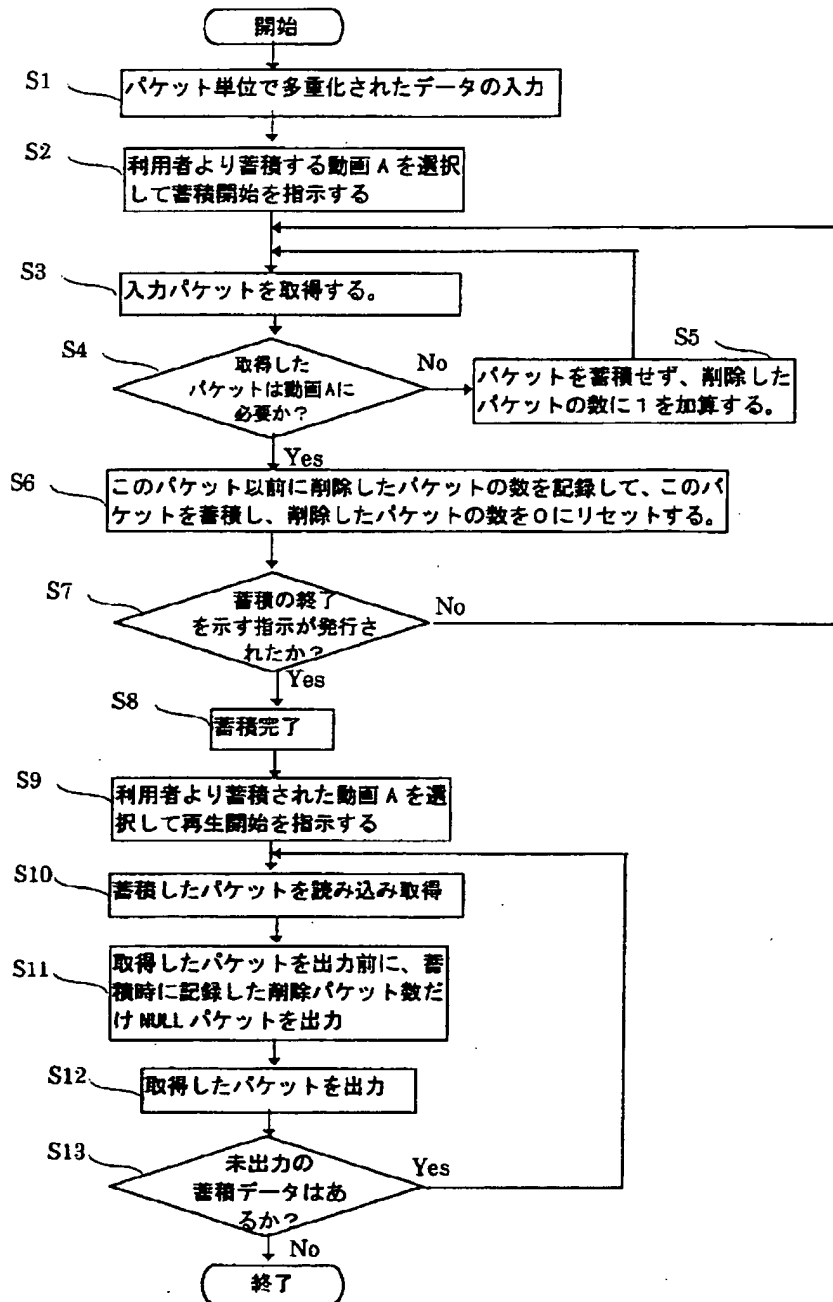 開始
S1
パケット単位で多重化されたデータの入力
S2
利用者より蓄積する動画 A を選択
して蓄積開始を指示する
S3
入力パケットを取得する。
S4
取得した
パケットは動画Aに
必要か?
No
S5
パケットを蓄積せず、削除した
パケットの数に1を加算する。
Yes
S6
このパケット以前に削除したパケットの数を記録して、このパ
ケットを蓄積し、削除したパケットの数を0にリセットする。
S7
蓄積の終了
を示す指示が発行さ
れたか?
No
Yes
S8
蓄積完了
S9
利用者より蓄積された動画 A を選
択して再生開始を指示する
S10
蓄積したパケットを読み込み取得
S11
取得したパケットを出力前に、蓄
積時に記録した削除パケット数だ
け NULL パケットを出力
S12
取得したパケットを出力
S13
未出力の
蓄積データはあ
るか?
Yes
No
終了